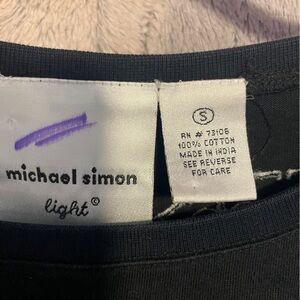 michael simon
light©
S
RN # 73106
100% COTTON
MADE IN INDIA
SEE REVERSE
FOR CARE